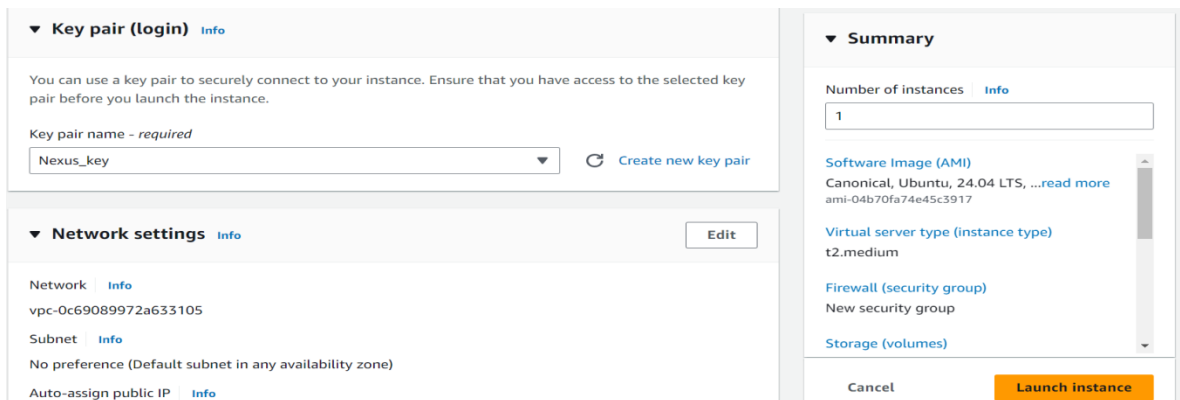 ▼ Key pair (login) Info
You can use a key pair to securely connect to your instance. Ensure that you have access to the selected key
pair before you launch the instance.
Key pair name - required
Nexus_key
Create new key pair
▼ Network settings Info
Edit
Network Info
vpc-0c69089972a633105
Subnet Info
No preference (Default subnet in any availability zone)
Auto-assign public IP Info
▼ Summary
Number of instances Info
1
Software Image (AMI)
Canonical, Ubuntu, 24.04 LTS, ...read more
ami-04b70fa74e45c3917
Virtual server type (instance type)
t2.medium
Firewall (security group)
New security group
Storage (volumes)
Cancel
Launch instance